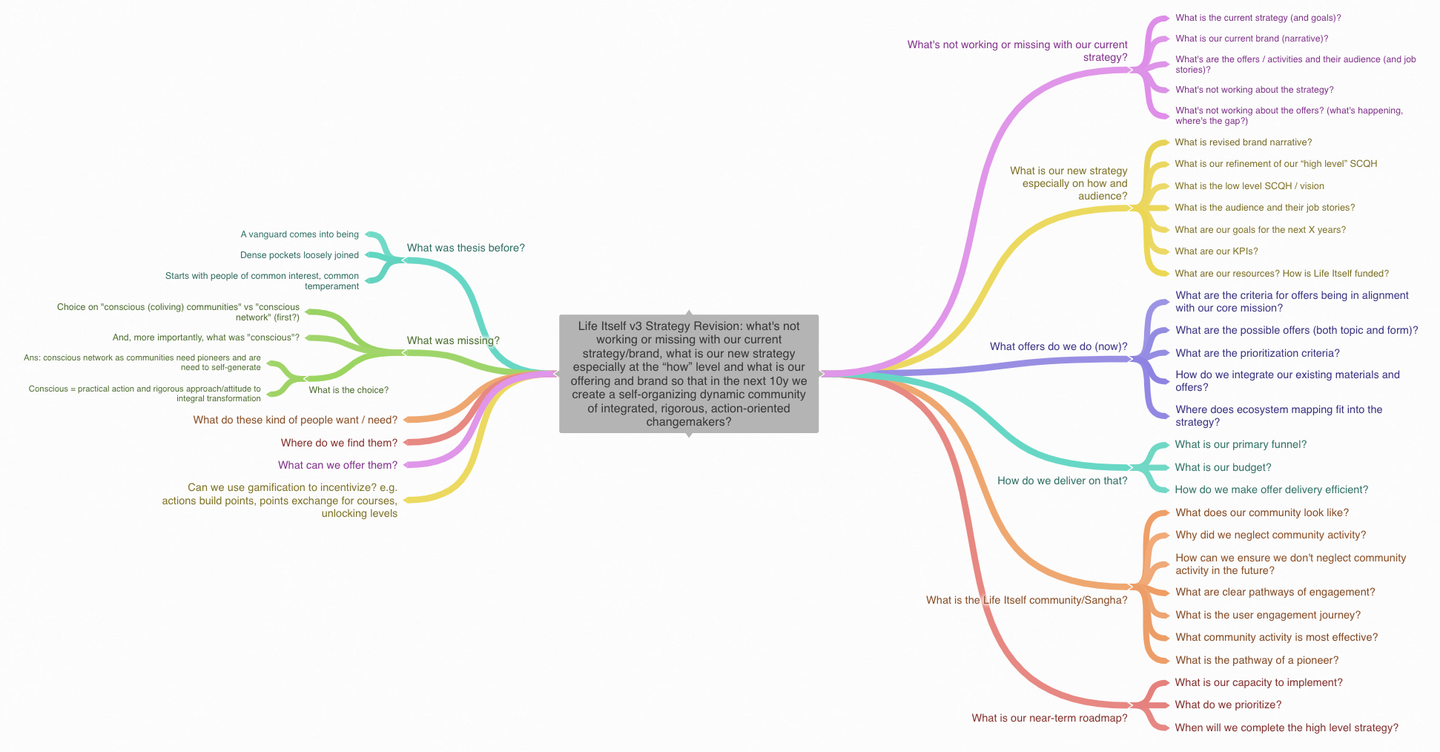 Life Itself v3 Strategy Revision: what's not
working or missing with our current
strategy/brand, what is our new strategy
especially at the “how” level and what is our
offering and brand so that in the next 10y we
create a self-organizing dynamic community
of integrated, rigorous, action-oriented
changemakers?
What's not working or missing with our current
strategy?
What is the current strategy (and goals)?
What is our current brand (narrative)?
What's are the offers / activities and their audience (and job
stories)?
What's not working about the strategy?
What's not working about the offers? (what's happening,
where's the gap?)
What is our new strategy
especially on how and
audience?
What is revised brand narrative?
What is our refinement of our “high level” SCQH
What is the low level SCQH / vision
What is the audience and their job stories?
What are our goals for the next X years?
What are our KPIs?
What are our resources? How is Life Itself funded?
What offers do we do (now)?
What are the criteria for offers being in alignment
with our core mission?
What are the possible offers (both topic and form)?
What are the prioritization criteria?
How do we integrate our existing materials and
offers?
Where does ecosystem mapping fit into the
strategy?
How do we deliver on that?
What is our primary funnel?
What is our budget?
How do we make offer delivery efficient?
What is the Life Itself community/Sangha?
What does our community look like?
Why did we neglect community activity?
How can we ensure we don't neglect community
activity in the future?
What are clear pathways of engagement?
What is the user engagement journey?
What community activity is most effective?
What is the pathway of a pioneer?
What is our near-term roadmap?
What is our capacity to implement?
What do we prioritize?
When will we complete the high level strategy?
What was thesis before?
A vanguard comes into being
Dense pockets loosely joined
Starts with people of common interest, common
temperament
What was missing?
Choice on "conscious (coliving) communities" vs "conscious
network" (first?)
And, more importantly, what was "conscious"?
What is the choice?
Ans: conscious network as communities need pioneers and are
need to self-generate
Conscious = practical action and rigorous approach/attitude to
integral transformation
What do these kind of people want / need?
Where do we find them?
What can we offer them?
Can we use gamification to incentivize? e.g.
actions build points, points exchange for courses,
unlocking levels